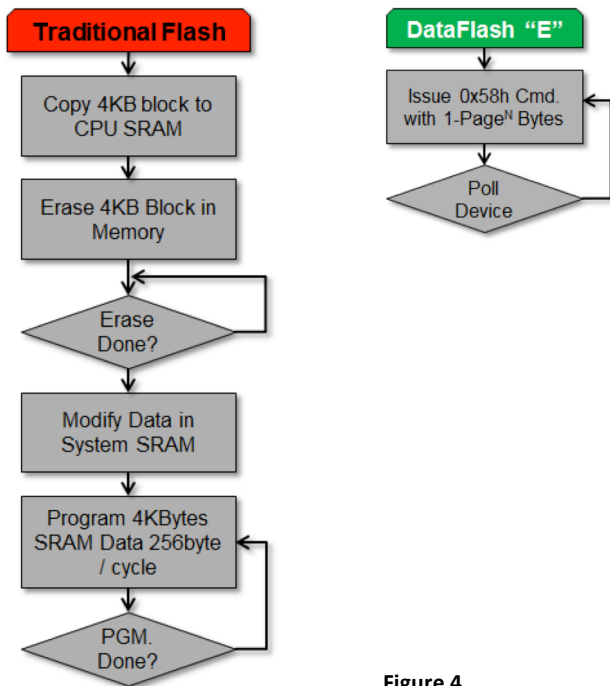 Traditional Flash
Copy 4KB block to
CPU SRAM
Erase 4KB Block in
Memory
Erase
Done?
Modify Data in
System SRAM
Program 4KBytes
SRAM Data 256byte
/ cycle
PGM.
Done?
DataFlash “E”
Issue 0x58h Cmd.
with 1-Pageᴺ Bytes
Poll
Device
Figure 4